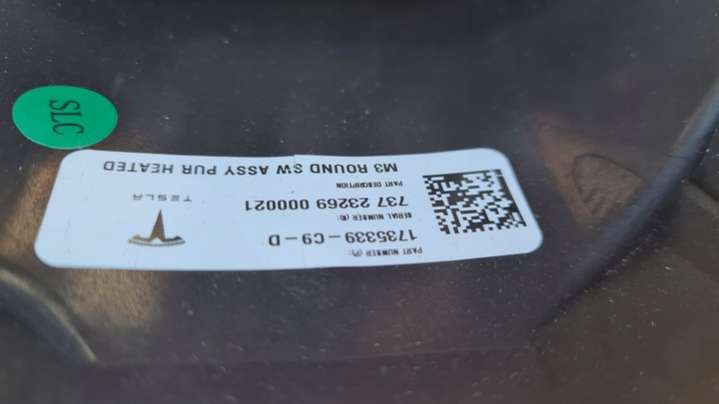 PART NUMBER (P):
1735339-C9-D
SERIAL NUMBER (S):
737 23269 000021
PART DESCRIPTION
M3 ROUND SW ASSY PUR HEATED
TESLA
SLC